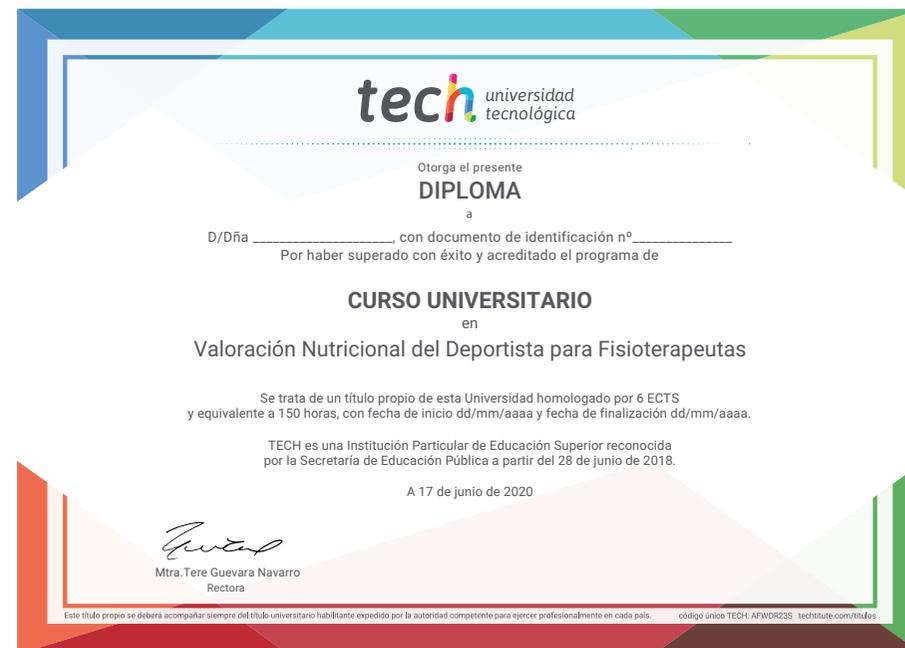 tech universidad
tecnológica
Otorga el presente
DIPLOMA
a
D/Dña ______________________, con documento de identificación nº________________
Por haber superado con éxito y acreditado el programa de
CURSO UNIVERSITARIO
en
Valoración Nutricional del Deportista para Fisioterapeutas
Se trata de un título propio de esta Universidad homologado por 6 ECTS
y equivalente a 150 horas, con fecha de inicio dd/mm/aaaa y fecha de finalización dd/mm/aaaa.
TECH es una Institución Particular de Educación Superior reconocida
por la Secretaría de Educación Pública a partir del 28 de junio de 2018.
A 17 de junio de 2020
Mtra.Tere Guevara Navarro
Rectora
Este título propio se deberá acompañar siempre del título universitario habilitante expedido por la autoridad competente para ejercer profesionalmente en cada país. código único TECH: AFWOR23S techtitute.com/titulos